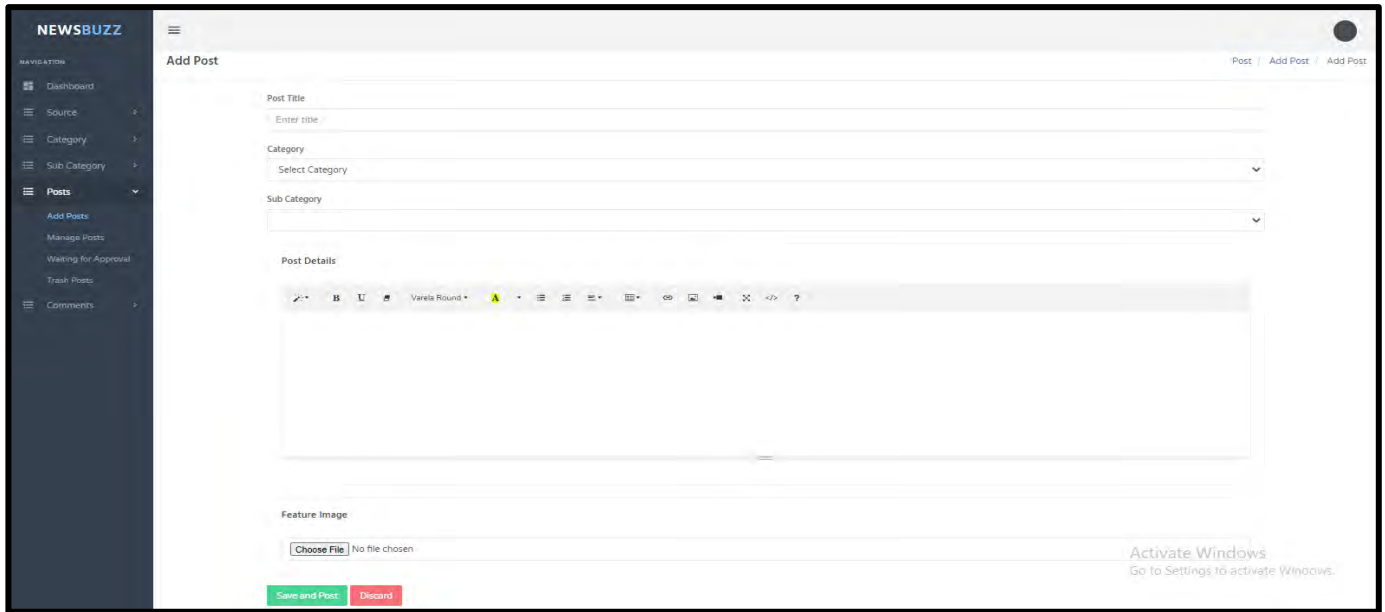 NEWSBUZZ
NAVIGATION
Dashboard
Source
Category
Sub Category
Posts
Add Posts
Manage Posts
Waiting for Approval
Trash Posts
Comments
Add Post
Post / Add Post / Add Post
Post Title
Enter title
Category
Select Category
Sub Category
Post Details
B U Varela Round A </> ?
Feature Image
Choose File No file chosen
Save and Post Discard
Activate Windows
Go to Settings to activate Windows.